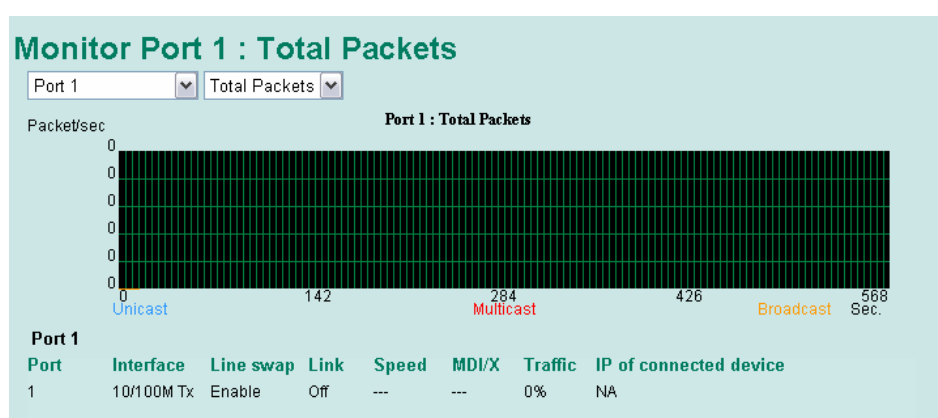 Monitor Port 1 : Total Packets
Port 1 Total Packets
Packet/sec Port 1 : Total Packets
0
0
0
0
0
0
0 142 284 426 568
Unicast Multicast Broadcast Sec.
Port 1
Port Interface Line swap Link Speed MDI/X Traffic IP of connected device
1 10/100M Tx Enable Off --- --- 0% NA